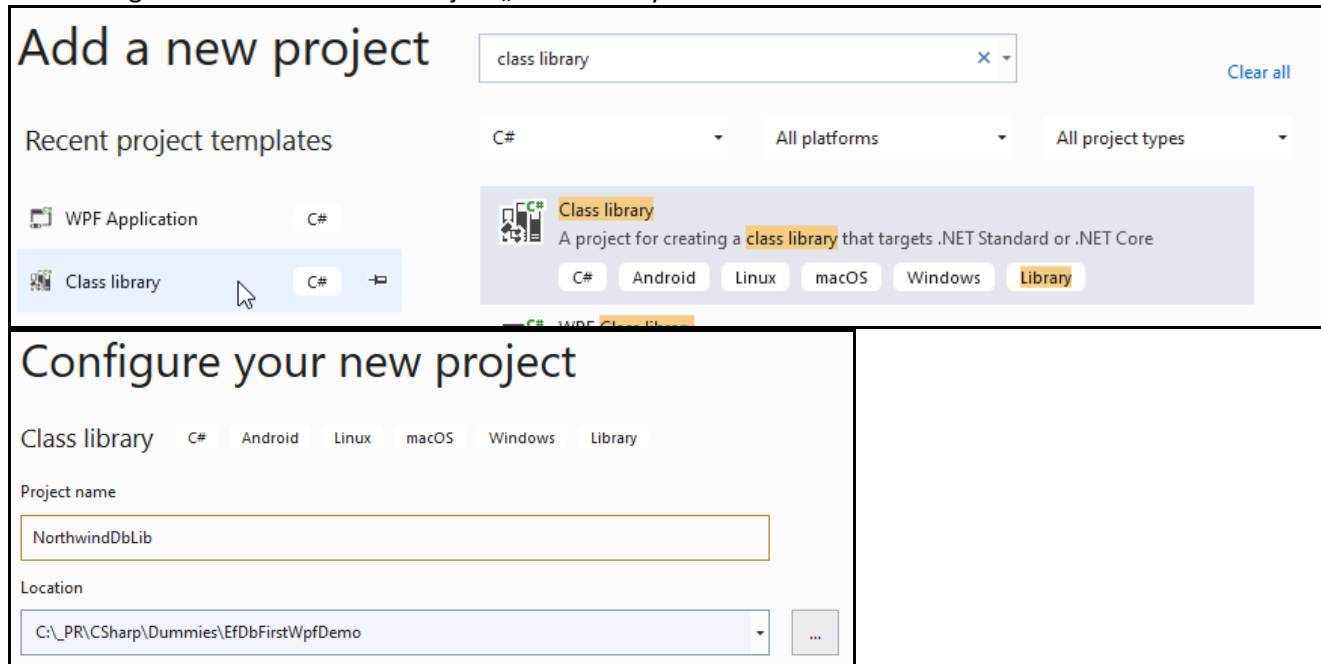 Add a new project
class library
Clear all
Recent project templates
C# All platforms All project types
WPF Application C#
Class library C#
Class library
A project for creating a class library that targets .NET Standard or .NET Core
C# Android Linux macOS Windows Library
Configure your new project
Class library C# Android Linux macOS Windows Library
Project name
NorthwindDbLib
Location
C:\_PR\CSharp\Dummies\EfDbFirstWpfDemo
...